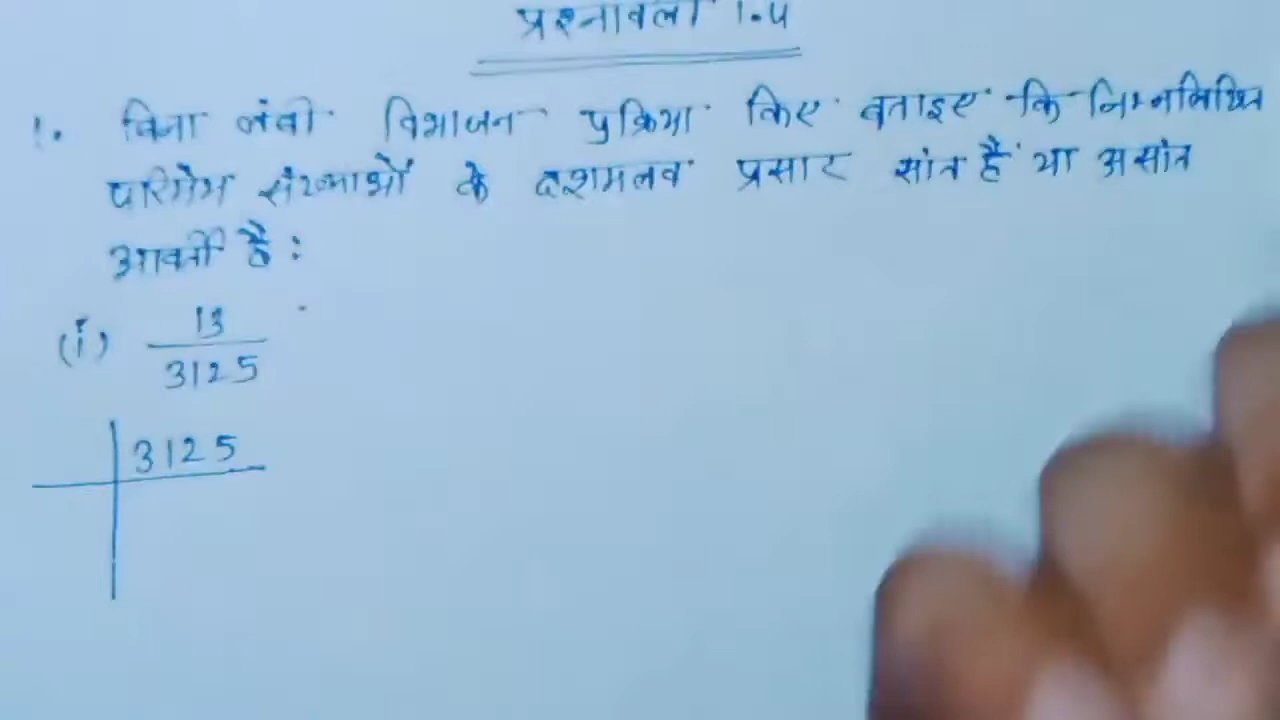 प्रश्नावली 1.4
1. बिना लंबी विभाजन प्रक्रिया किए बताइए कि निम्नलिखित
परिमेय संख्याओं के दशमलव प्रसार सांत हैं या असांत
आवर्ती हैं :
(i) 13
3125
3125